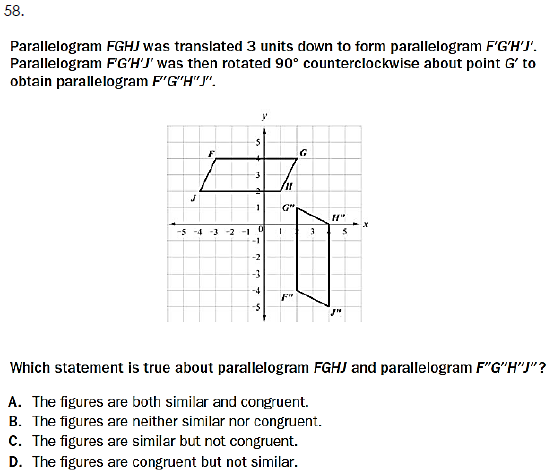 58.
Parallelogram FGHJ was translated 3 units down to form parallelogram F'G'H'J'.
Parallelogram F'G'H'J' was then rotated 90° counterclockwise about point G' to
obtain parallelogram F"G"H"J".
y
5
F
G
4
3
H
2
J
1
G"
H"
x
-5 -4 -3 -2 -1 0 1 3 5
-1
-2
-3
-4
F"
-5
J"
Which statement is true about parallelogram FGHJ and parallelogram F"G"H"J"?
A. The figures are both similar and congruent.
B. The figures are neither similar nor congruent.
C. The figures are similar but not congruent.
D. The figures are congruent but not similar.